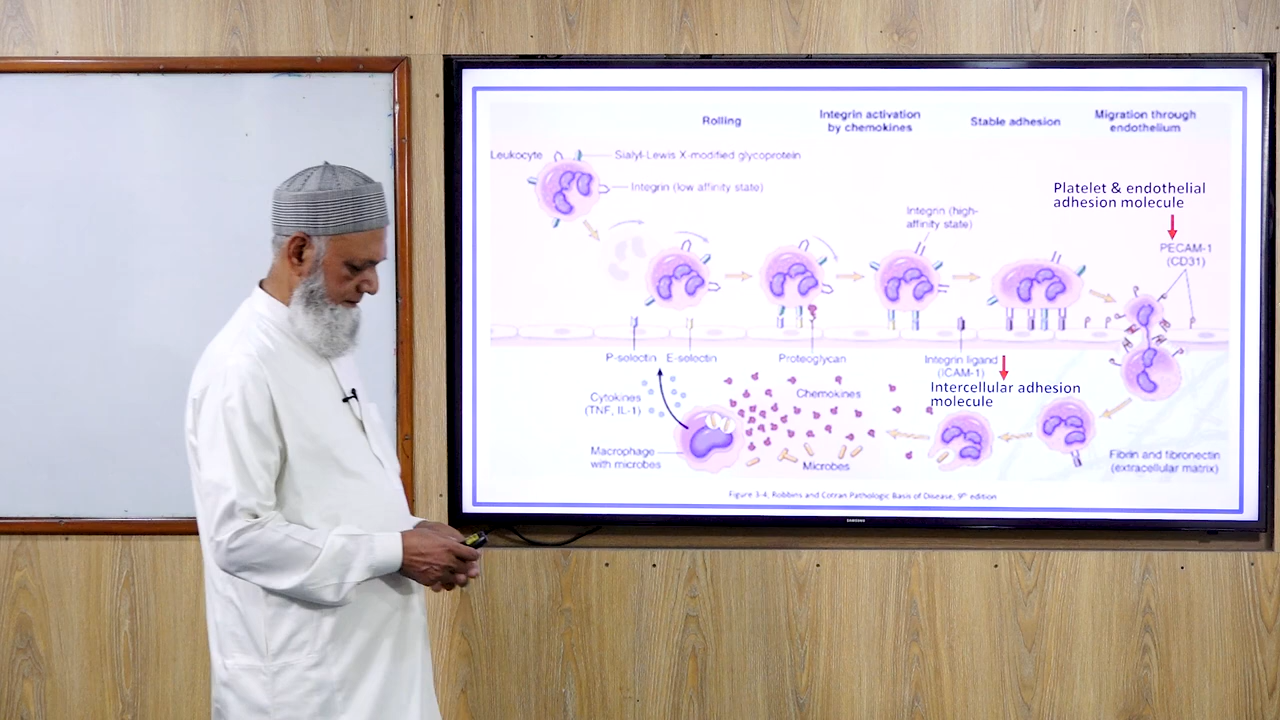 Rolling
Integrin activation
by chemokines
Stable adhesion
Migration through
endothelium
Leukocyte
Sialyl-Lewis X-modified glycoprotein
Integrin (low affinity state)
Platelet & endothelial
adhesion molecule
Integrin (high-
affinity state)
PECAM-1
(CD31)
P-selectin
E-selectin
Proteoglycan
Integrin ligand
(ICAM-1)
Intercellular adhesion
molecule
Cytokines
(TNF, IL-1)
Chemokines
Macrophage
with microbes
Microbes
Fibrin and fibronectin
(extracellular matrix)
Figure 3-4, Robbins and Cotran Pathologic Basis of Disease, 9th edition
SAMSUNG